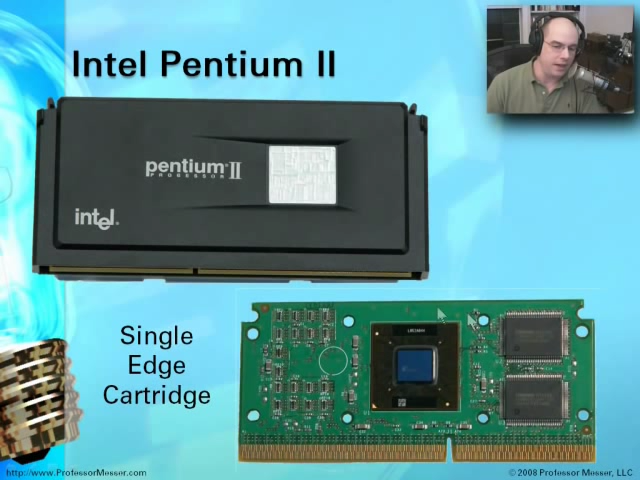 Intel Pentium II
pentium® II
PROCESSOR
intel®
Single
Edge
Cartridge
http://www.ProfessorMesser.com
© 2008 Professor Messer, LLC